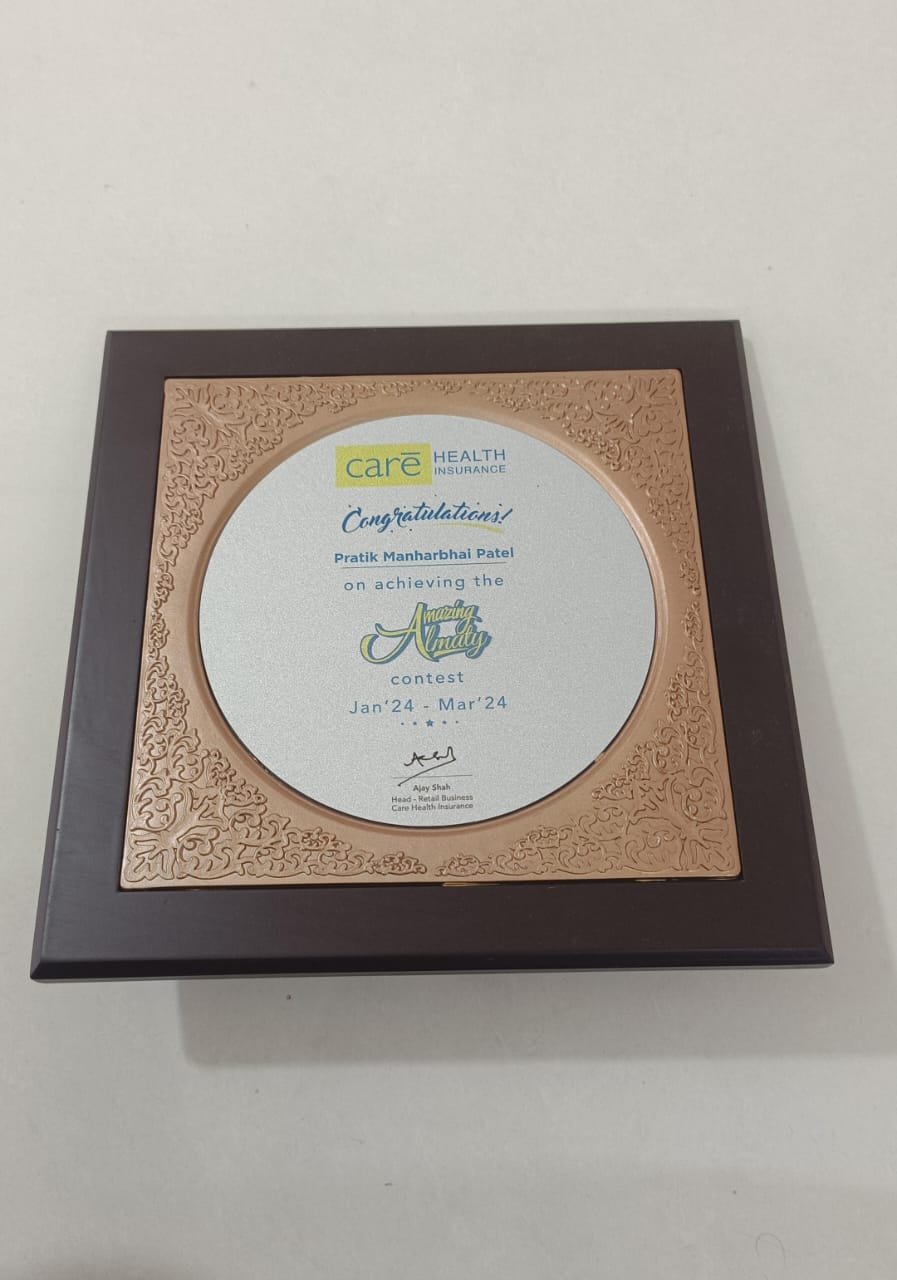 carē HEALTH
INSURANCE
Congratulations!
Pratik Manharbhai Patel
on achieving the
Amazing
Almaty
contest
Jan'24 - Mar'24
Ajay Shah
Head - Retail Business
Care Health Insurance